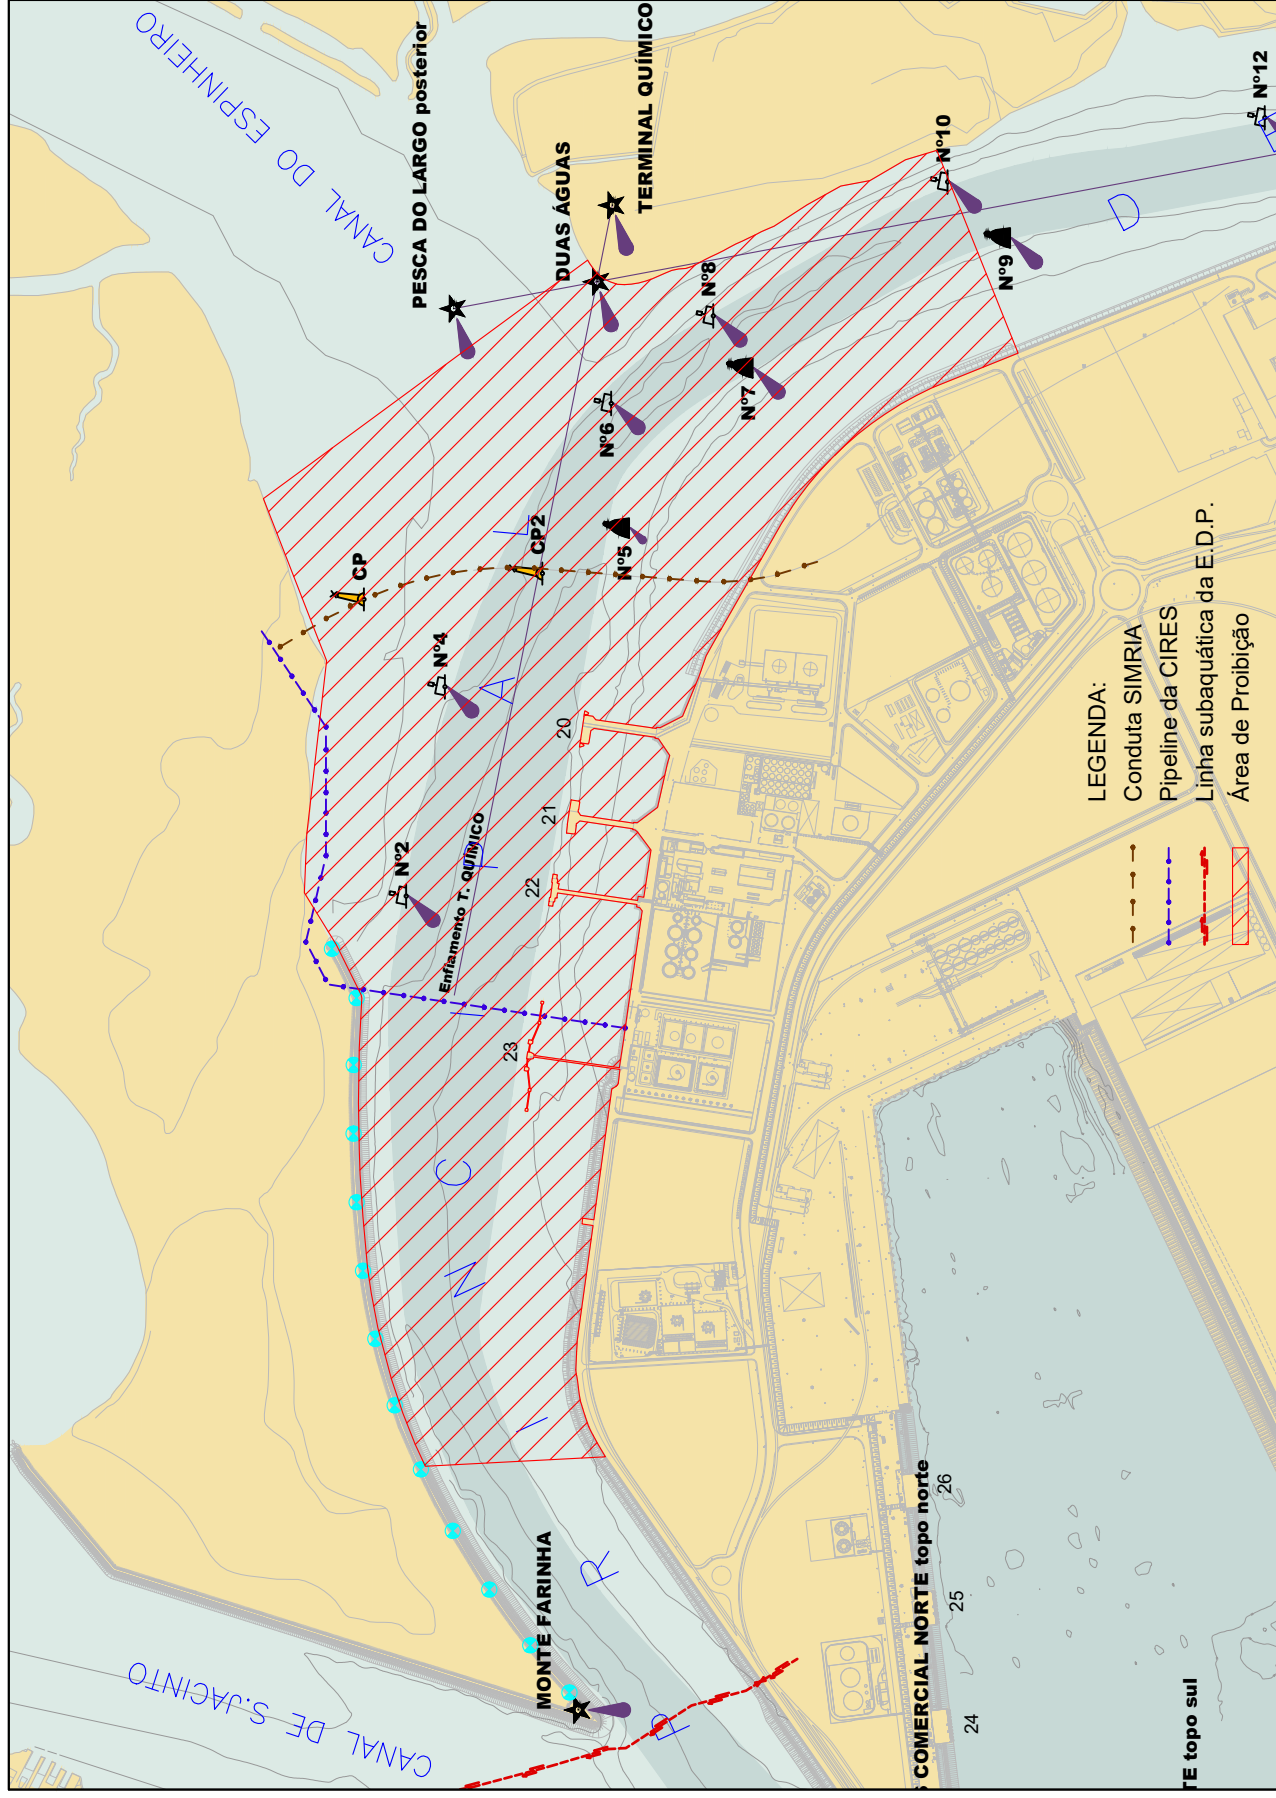 CANAL DE S.JACINTO
CANAL DO ESPINHEIRO
PESCA DO LARGO posterior
DUAS ÁGUAS
TERMINAL QUÍMICO
MONTE FARINHA
CP
CP2
Nº2
Nº4
Nº5
Nº6
Nº7
Nº8
Nº9
Nº10
Nº12
Enfiamento T. QUIMICO
P
R
I
N
C
I
P
A
L
D
20
21
22
23
24
25
26
COMERCIAL NORTE topo norte
TE topo sul
LEGENDA:
Conduta SIMRIA
Pipeline da CIRES
Linha subaquática da E.D.P.
Área de Proibição